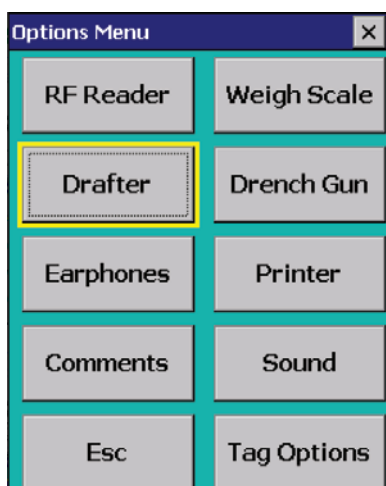 Options Menu
RF Reader
Weigh Scale
Drafter
Drench Gun
Earphones
Printer
Comments
Sound
Esc
Tag Options